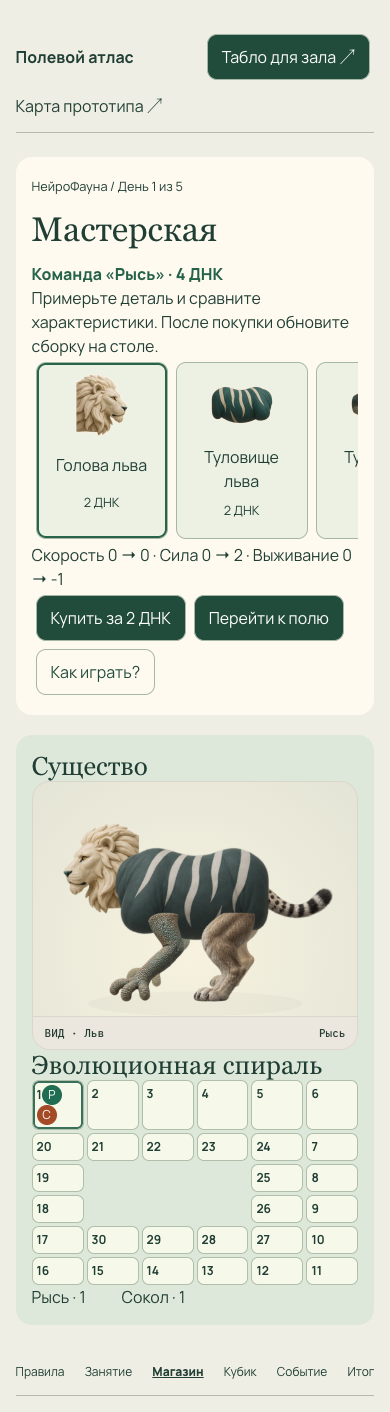 Полевой атлас
Табло для зала ↗
Карта прототипа ↗
НейроФауна / День 1 из 5
Мастерская
Команда «Рысь» · 4 ДНК
Примерьте деталь и сравните
характеристики. После покупки обновите
сборку на столе.
Голова льва
2 ДНК
Туловище
льва
2 ДНК
Скорость 0 → 0 · Сила 0 → 2 · Выживание 0
→ -1
Купить за 2 ДНК
Перейти к полю
Как играть?
Существо
ВИД · Лев
Рысь
Эволюционная спираль
1 Р С 2 3 4 5 6
20 21 22 23 24 7
19 25 8
18 26 9
17 30 29 28 27 10
16 15 14 13 12 11
Рысь · 1 Сокол · 1
Правила Занятие Магазин Кубик Событие Итог